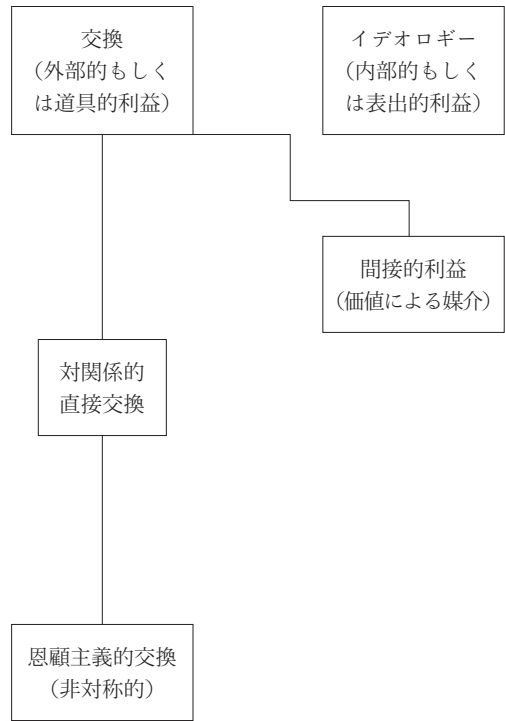 交換
（外部的もしく
は道具的利益）
イデオロギー
（内部的もしく
は表出的利益）
間接的利益
（価値による媒介）
対関係的
直接交換
恩顧主義的交換
（非対称的）